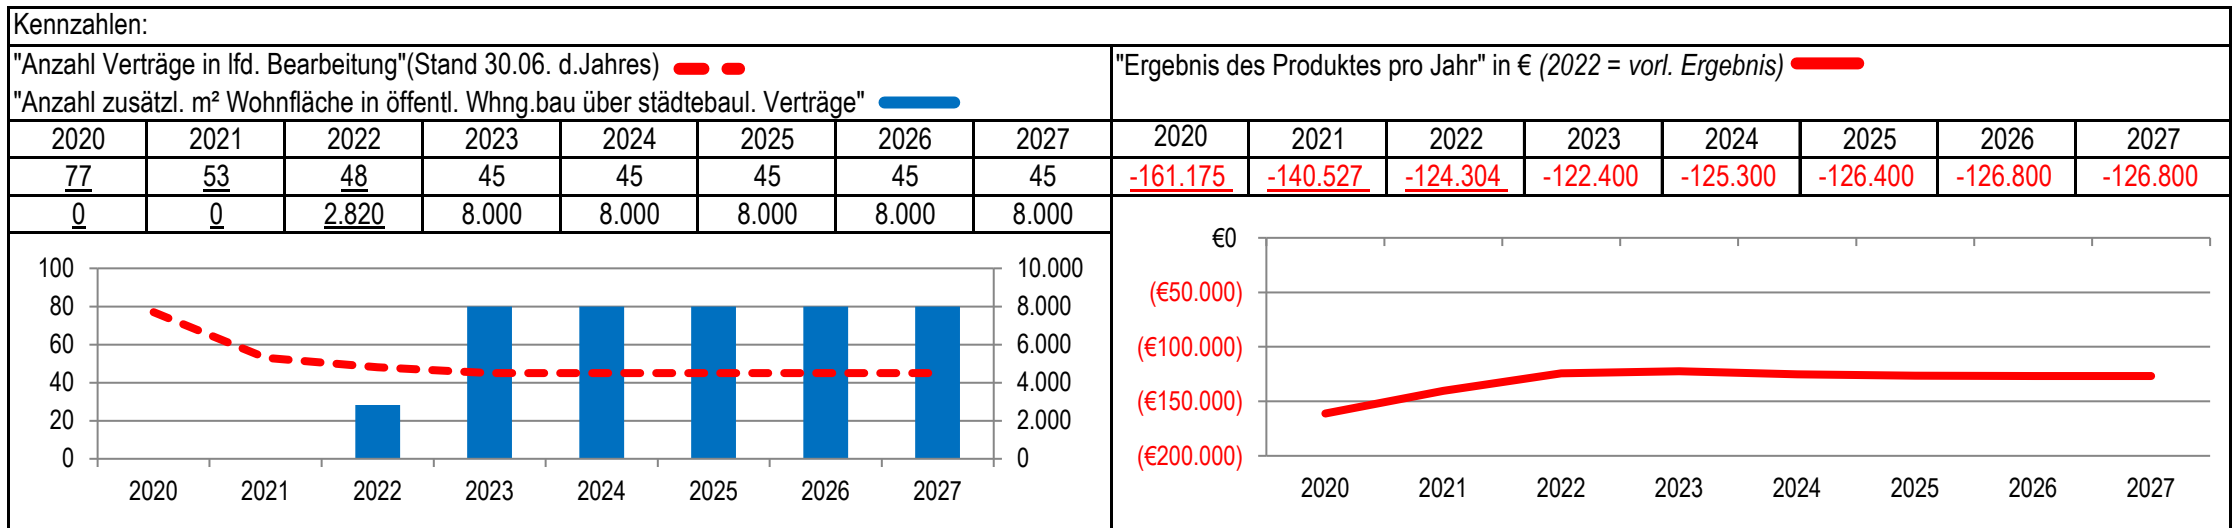 Kennzahlen:
"Anzahl Verträge in lfd. Bearbeitung"(Stand 30.06. d.Jahres)
"Anzahl zusätzl. m² Wohnfläche in öffentl. Whng.bau über städtebaul. Verträge"
2020 2021 2022 2023 2024 2025 2026 2027
77 53 48 45 45 45 45 45
0 0 2.820 8.000 8.000 8.000 8.000 8.000
100 10.000
80 8.000
60 6.000
40 4.000
20 2.000
0 0
2020 2021 2022 2023 2024 2025 2026 2027
"Ergebnis des Produktes pro Jahr" in € (2022 = vorl. Ergebnis)
2020 2021 2022 2023 2024 2025 2026 2027
-161.175 -140.527 -124.304 -122.400 -125.300 -126.400 -126.800 -126.800
€0
(€50.000)
(€100.000)
(€150.000)
(€200.000)
2020 2021 2022 2023 2024 2025 2026 2027